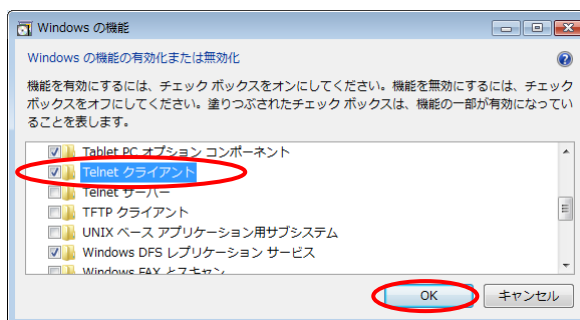 Windows の機能
Windows の機能の有効化または無効化
機能を有効にするには、チェック ボックスをオンにしてください。機能を無効にするには、チェック
ボックスをオフにしてください。塗りつぶされたチェック ボックスは、機能の一部が有効になってい
ることを表します。
Tablet PC オプション コンポーネント
Telnet クライアント
Telnet サーバー
TFTP クライアント
UNIX ベース アプリケーション用サブシステム
Windows DFS レプリケーション サービス
Windows FAX とスキャン
OK
キャンセル